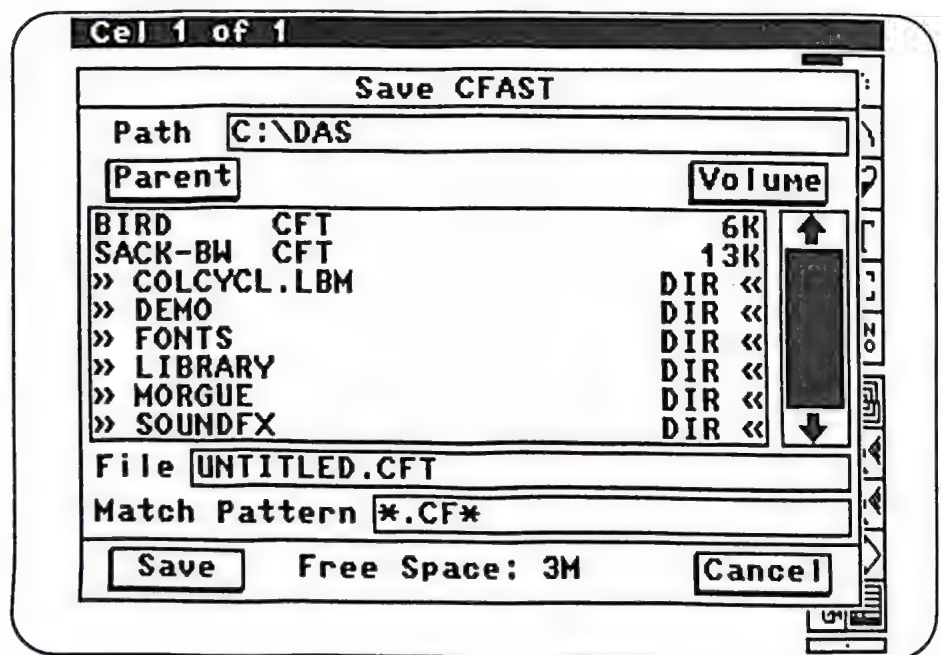 Cel 1 of 1
Save CFAST
Path C:\DAS
Parent Volume
BIRD CFT 6K
SACK-BW CFT 13K
» COLCYCL.LBM DIR «
» DEMO DIR «
» FONTS DIR «
» LIBRARY DIR «
» MORGUE DIR «
» SOUNDFX DIR «
File UNTITLED.CFT
Match Pattern *.CF*
Save Free Space: 3M Cancel